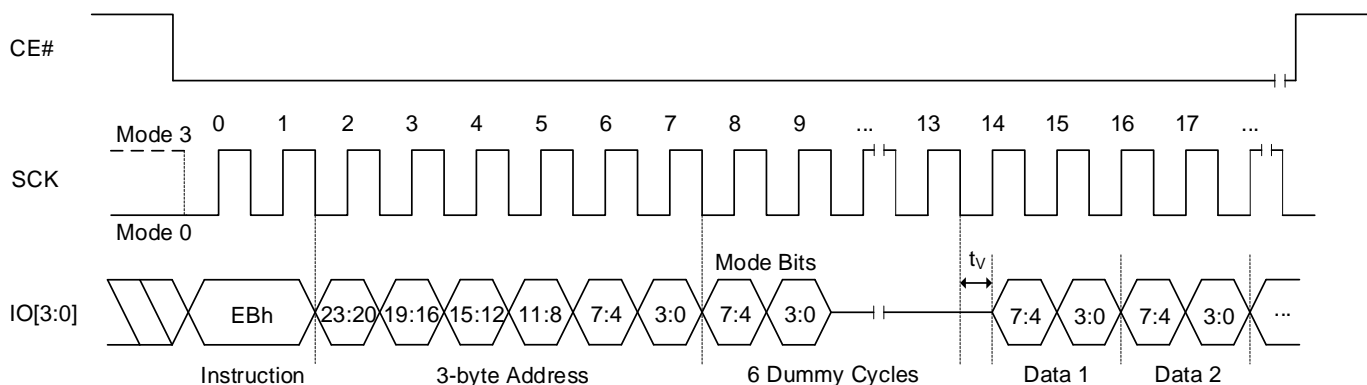 CE#
0 1 2 3 4 5 6 7 8 9 ... 13 14 15 16 17 ...
Mode 3
SCK
Mode 0
Mode Bits
tV
IO[3:0]
EBh 23:20 19:16 15:12 11:8 7:4 3:0 7:4 3:0 7:4 3:0 7:4 3:0 ...
Instruction 3-byte Address 6 Dummy Cycles Data 1 Data 2